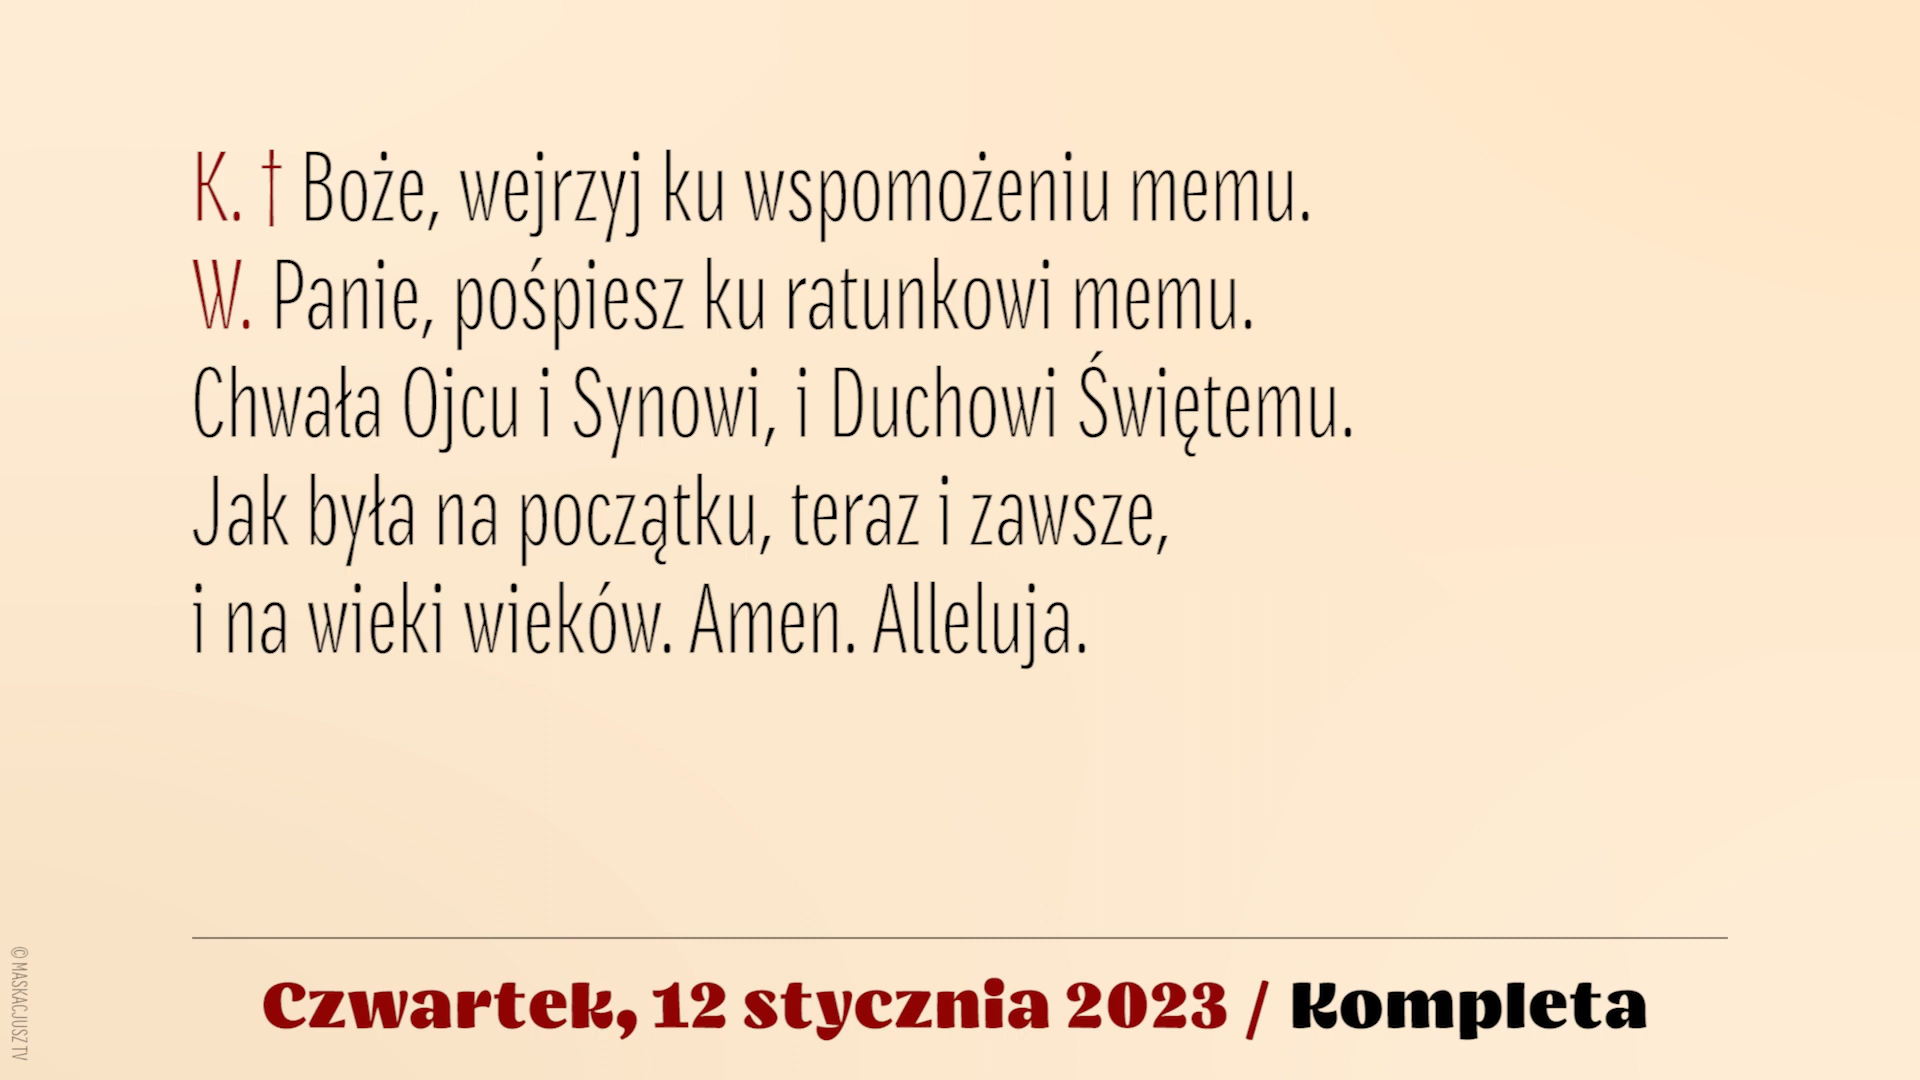 K. † Boże, wejrzyj ku wspomożeniu memu.
W. Panie, pośpiesz ku ratunkowi memu.
Chwała Ojcu i Synowi, i Duchowi Świętemu.
Jak była na początku, teraz i zawsze,
i na wieki wieków. Amen. Alleluja.
Czwartek, 12 stycznia 2023 / Kompleta
© MASKACJUSZ TV